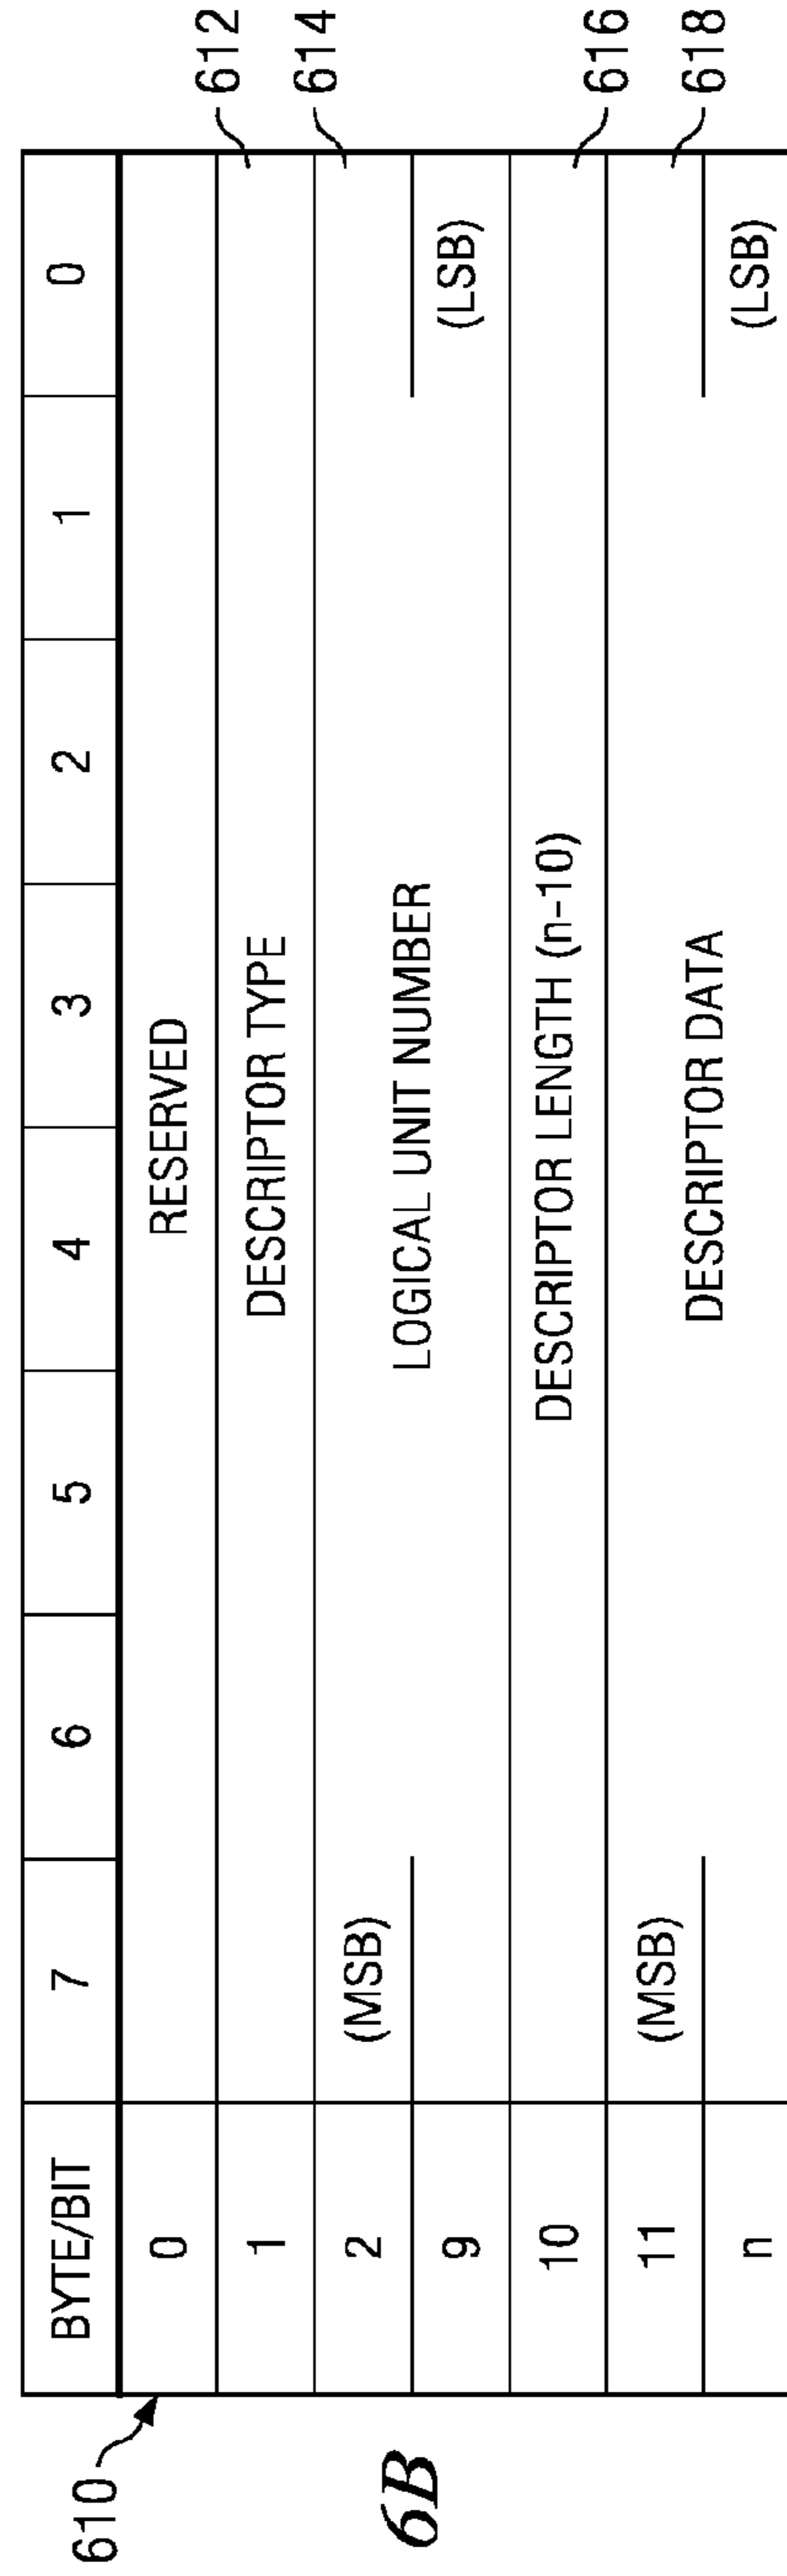 610
BYTE/BIT 7 6 5 4 3 2 1 0
0 RESERVED
1 DESCRIPTOR TYPE 612
2 (MSB) 614
LOGICAL UNIT NUMBER
9 (LSB)
10 DESCRIPTOR LENGTH (n-10) 616
11 (MSB) 618
DESCRIPTOR DATA
n (LSB)
6B